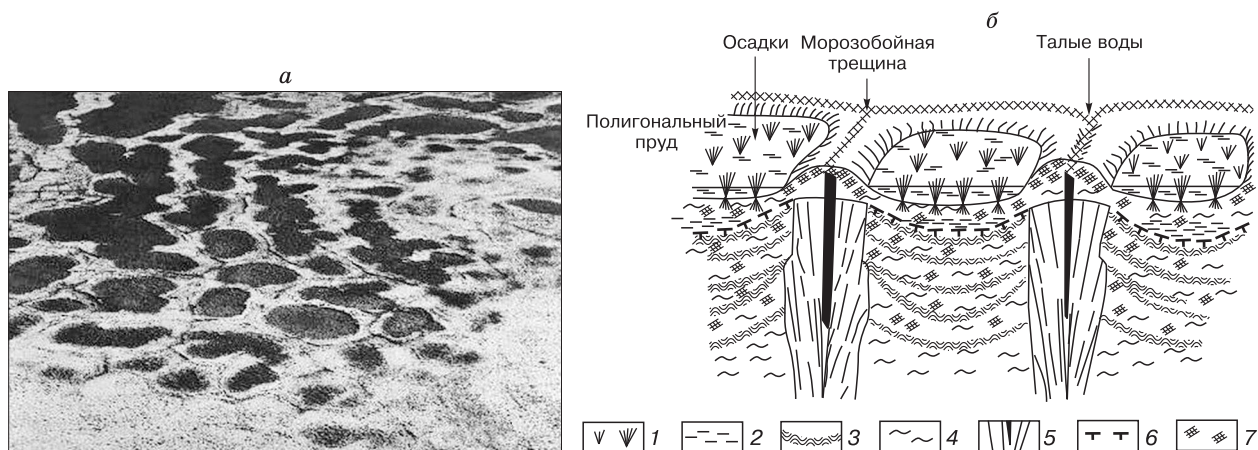 а
б
Осадки
Морозобойная
трещина
Талые воды
Полигональный
пруд
1
2
3
4
5
6
7